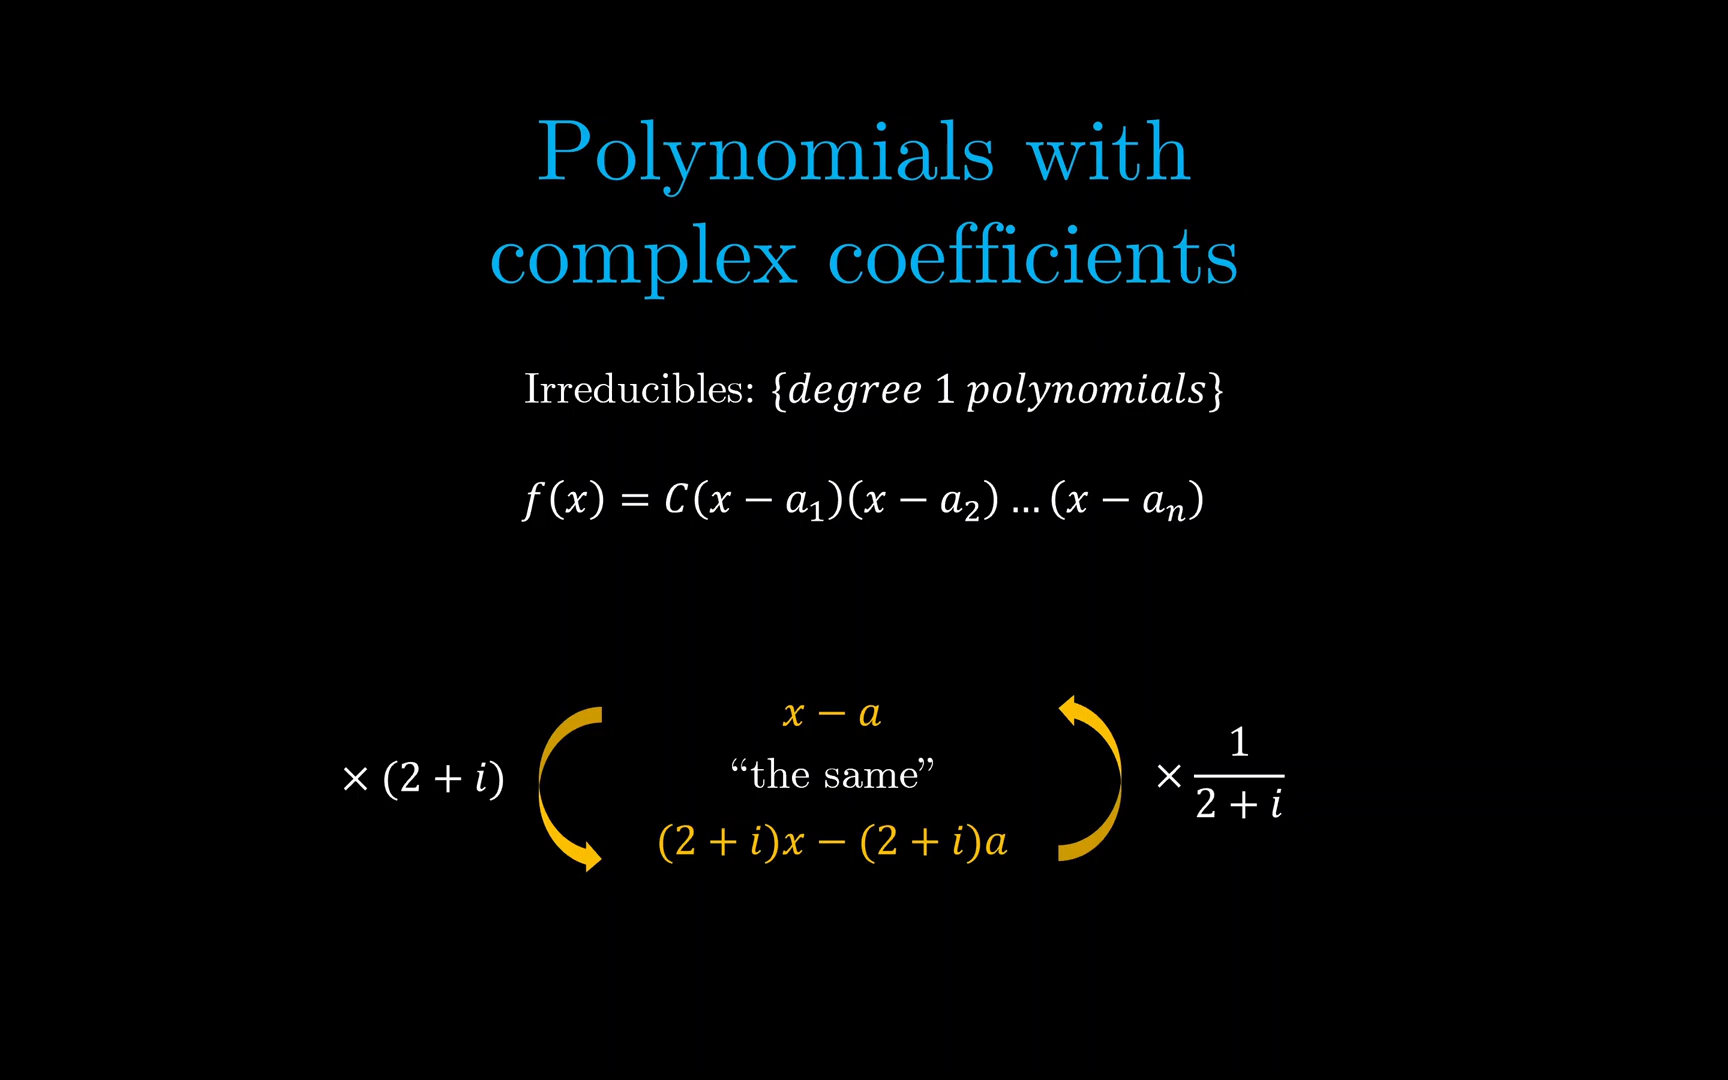 Polynomials with
complex coefficients
Irreducibles: {degree 1 polynomials}
f(x) = C(x − a₁)(x − a₂) … (x − aₙ)
x − a
× (2 + i) “the same” × 1/(2 + i)
(2 + i)x − (2 + i)a